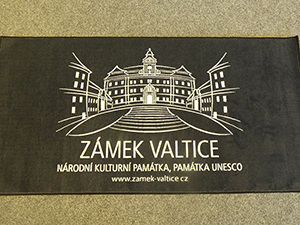 ZÁMEK VALTICE
NÁRODNÍ KULTURNÍ PAMÁTKA, PAMÁTKA UNESCO
www.zamek-valtice.cz